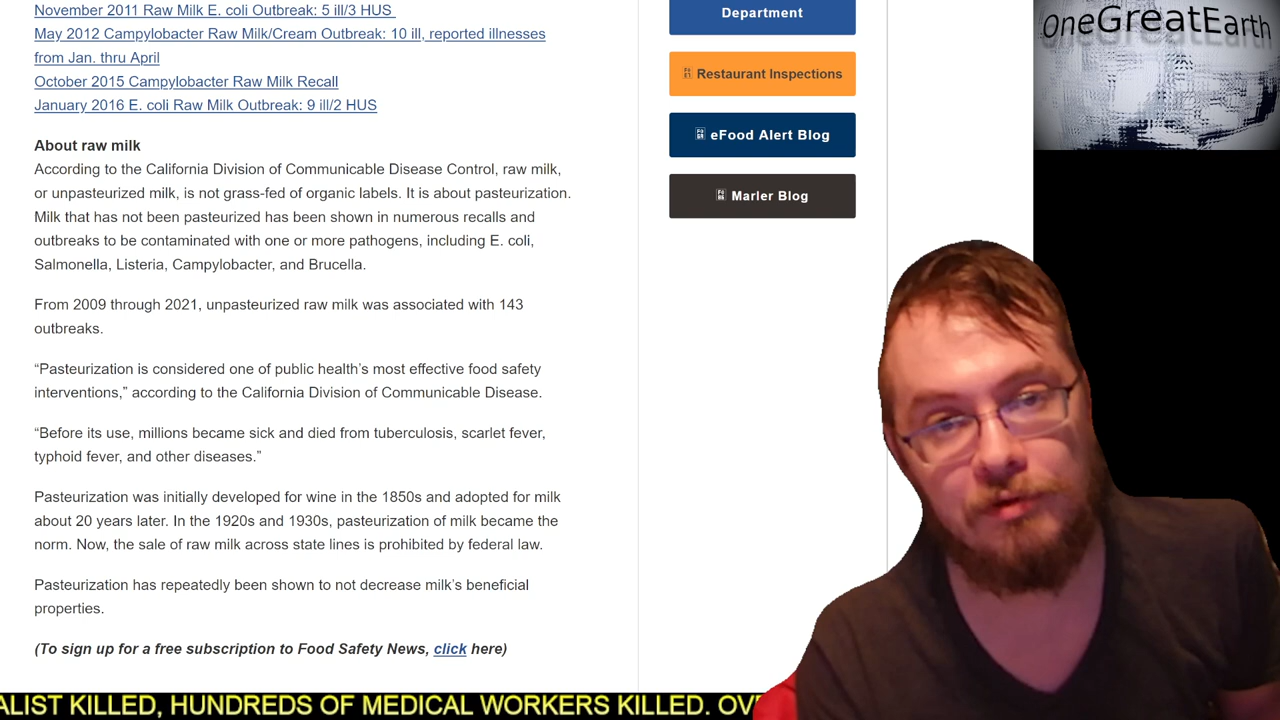 November 2011 Raw Milk E. coli Outbreak: 5 ill/3 HUS
May 2012 Campylobacter Raw Milk/Cream Outbreak: 10 ill, reported illnesses
from Jan. thru April
October 2015 Campylobacter Raw Milk Recall
January 2016 E. coli Raw Milk Outbreak: 9 ill/2 HUS
About raw milk
According to the California Division of Communicable Disease Control, raw milk,
or unpasteurized milk, is not grass-fed of organic labels. It is about pasteurization.
Milk that has not been pasteurized has been shown in numerous recalls and
outbreaks to be contaminated with one or more pathogens, including E. coli,
Salmonella, Listeria, Campylobacter, and Brucella.
From 2009 through 2021, unpasteurized raw milk was associated with 143
outbreaks.
“Pasteurization is considered one of public health’s most effective food safety
interventions,” according to the California Division of Communicable Disease.
“Before its use, millions became sick and died from tuberculosis, scarlet fever,
typhoid fever, and other diseases.”
Pasteurization was initially developed for wine in the 1850s and adopted for milk
about 20 years later. In the 1920s and 1930s, pasteurization of milk became the
norm. Now, the sale of raw milk across state lines is prohibited by federal law.
Pasteurization has repeatedly been shown to not decrease milk’s beneficial
properties.
(To sign up for a free subscription to Food Safety News, click here)
Department
Restaurant Inspections
eFood Alert Blog
Marler Blog
OneGreatEarth
ALIST KILLED, HUNDREDS OF MEDICAL WORKERS KILLED. OV